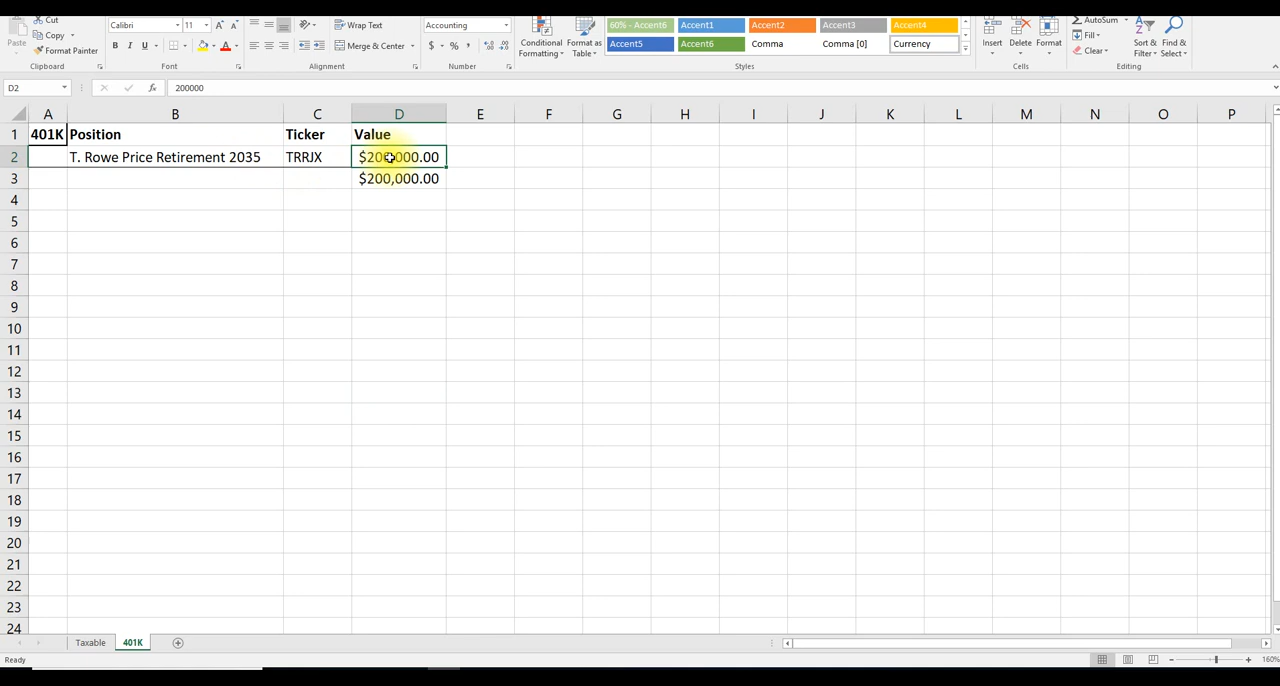 Cut
Calibri 11
Wrap Text
Accounting
60% - Accent6 Accent1 Accent2 Accent3 Accent4
AutoSum
Paste
Copy
Format Painter
B I U
Merge & Center
$ % ,
Conditional Formatting
Format as Table
Accent5 Accent6 Comma Comma [0] Currency
Insert Delete Format
Fill
Clear
Sort & Filter
Find & Select
Clipboard Font Alignment Number Styles Cells Editing
D2 fx 200000
A B C D E F G H I J K L M N O P
1 401K Position Ticker Value
2 T. Rowe Price Retirement 2035 TRRJX $200,000.00
3 $200,000.00
4
5
6
7
8
9
10
11
12
13
14
15
16
17
18
19
20
21
22
23
24
Taxable 401K
Ready 160%